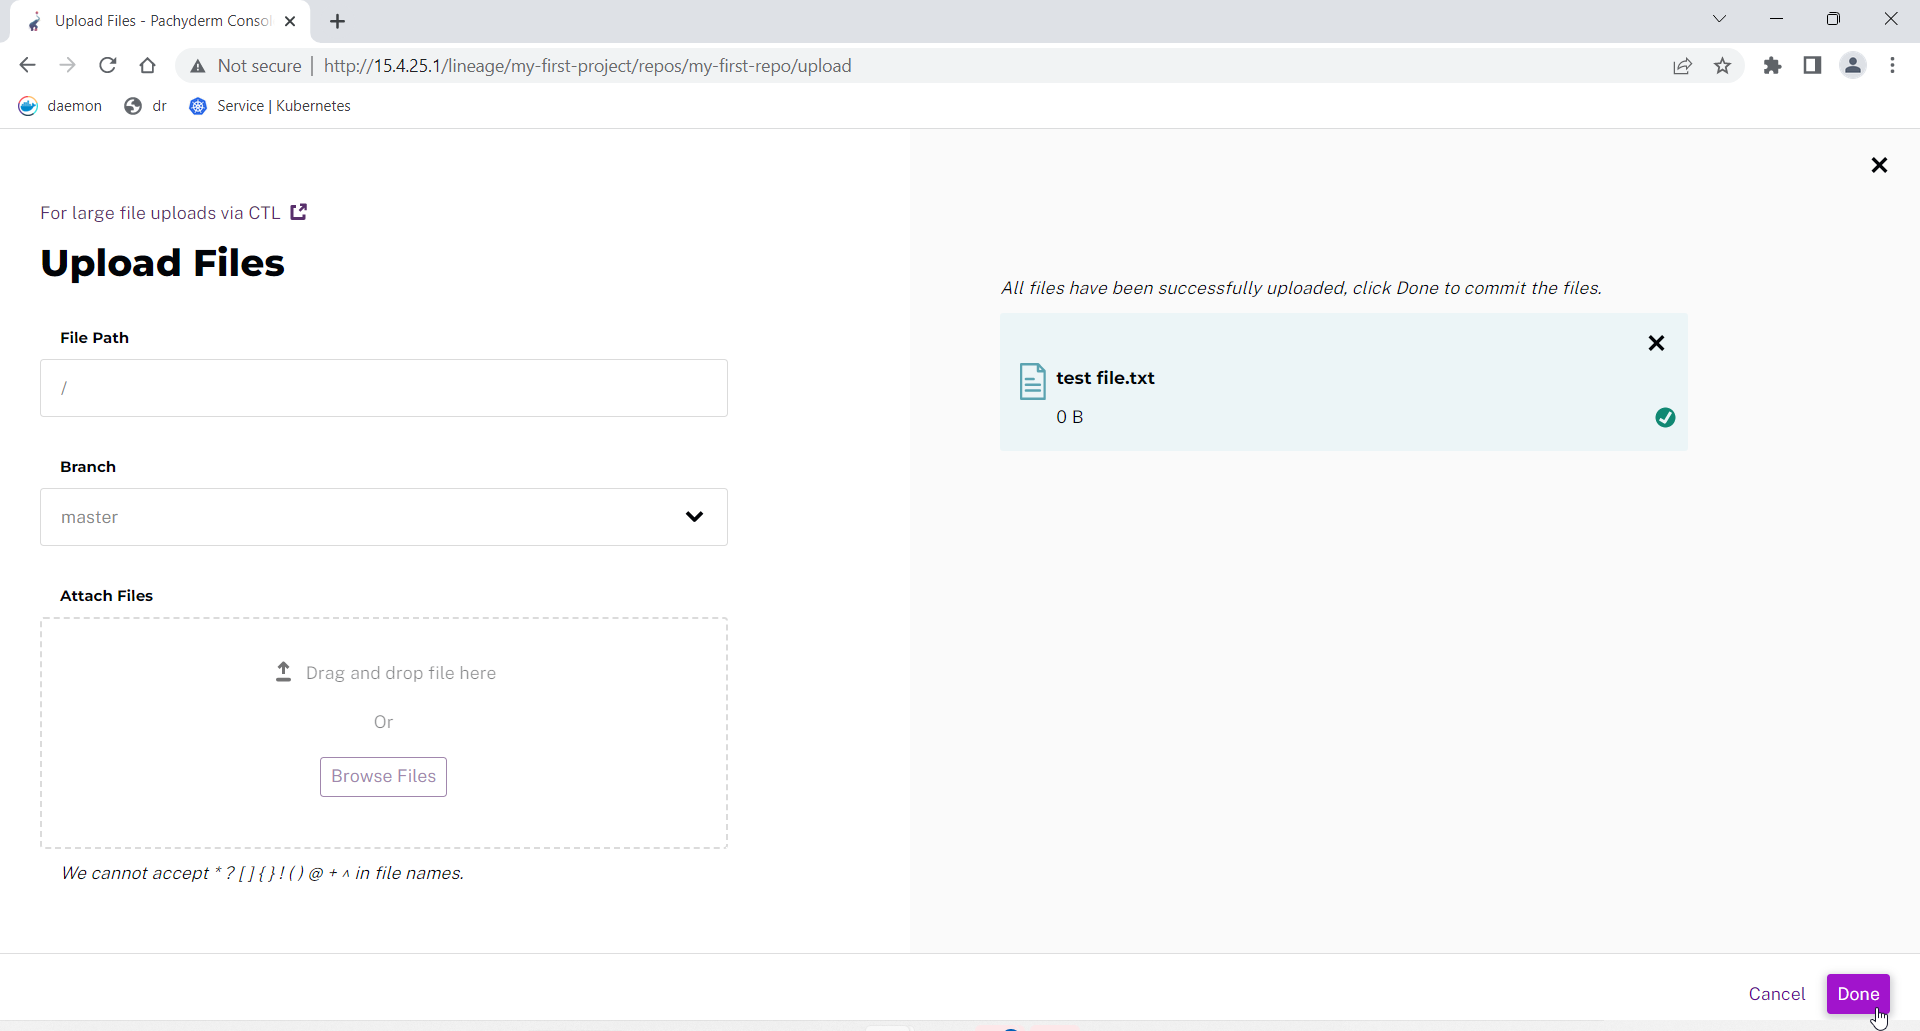 Upload Files - Pachyderm Consol
Not secure | http://15.4.25.1/lineage/my-first-project/repos/my-first-repo/upload
daemon
dr
Service | Kubernetes
For large file uploads via CTL
Upload Files
File Path
/
Branch
master
Attach Files
Drag and drop file here
Or
Browse Files
We cannot accept * ? [ ] { } ! ( ) @ + ^ in file names.
All files have been successfully uploaded, click Done to commit the files.
test file.txt
0 B
Cancel
Done